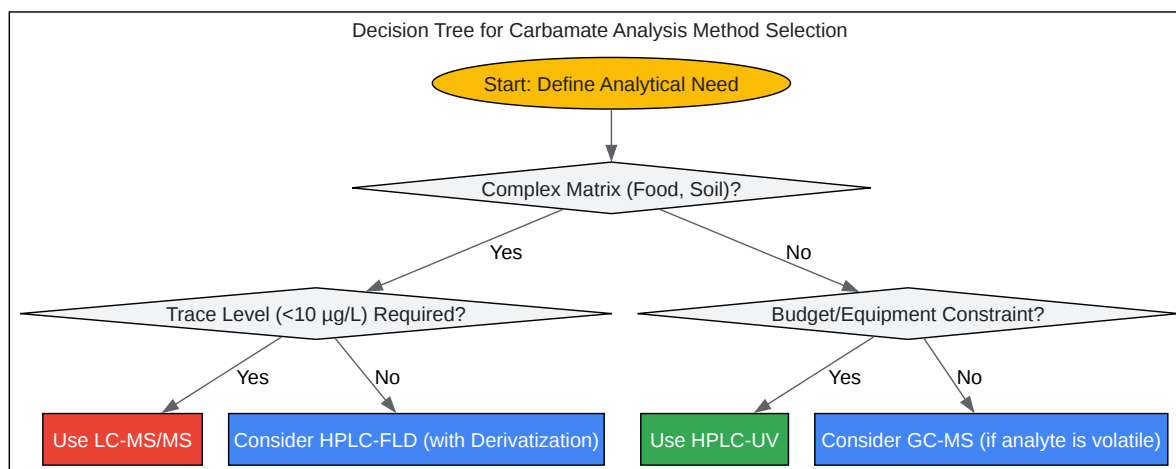 Decision Tree for Carbamate Analysis Method Selection
Start: Define Analytical Need
Complex Matrix (Food, Soil)?
Yes
No
Trace Level (<10 µg/L) Required?
Budget/Equipment Constraint?
Yes
No
Yes
No
Use LC-MS/MS
Consider HPLC-FLD (with Derivatization)
Use HPLC-UV
Consider GC-MS (if analyte is volatile)